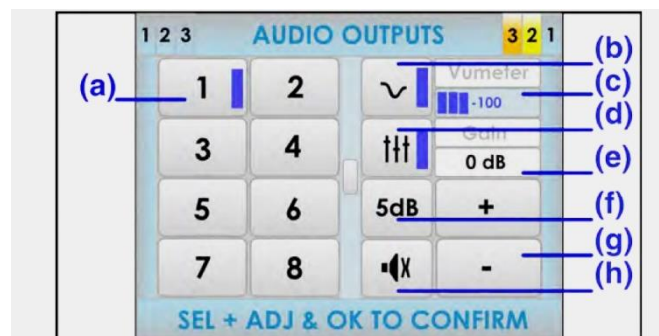 1 2 3 AUDIO OUTPUTS 3 2 1
(b)
Vumeter
(a) 1 2 (c)
-100
(d)
Gain
3 4 0 dB (e)
5 6 5dB + (f)
(g)
7 8 - (h)
SEL + ADJ & OK TO CONFIRM